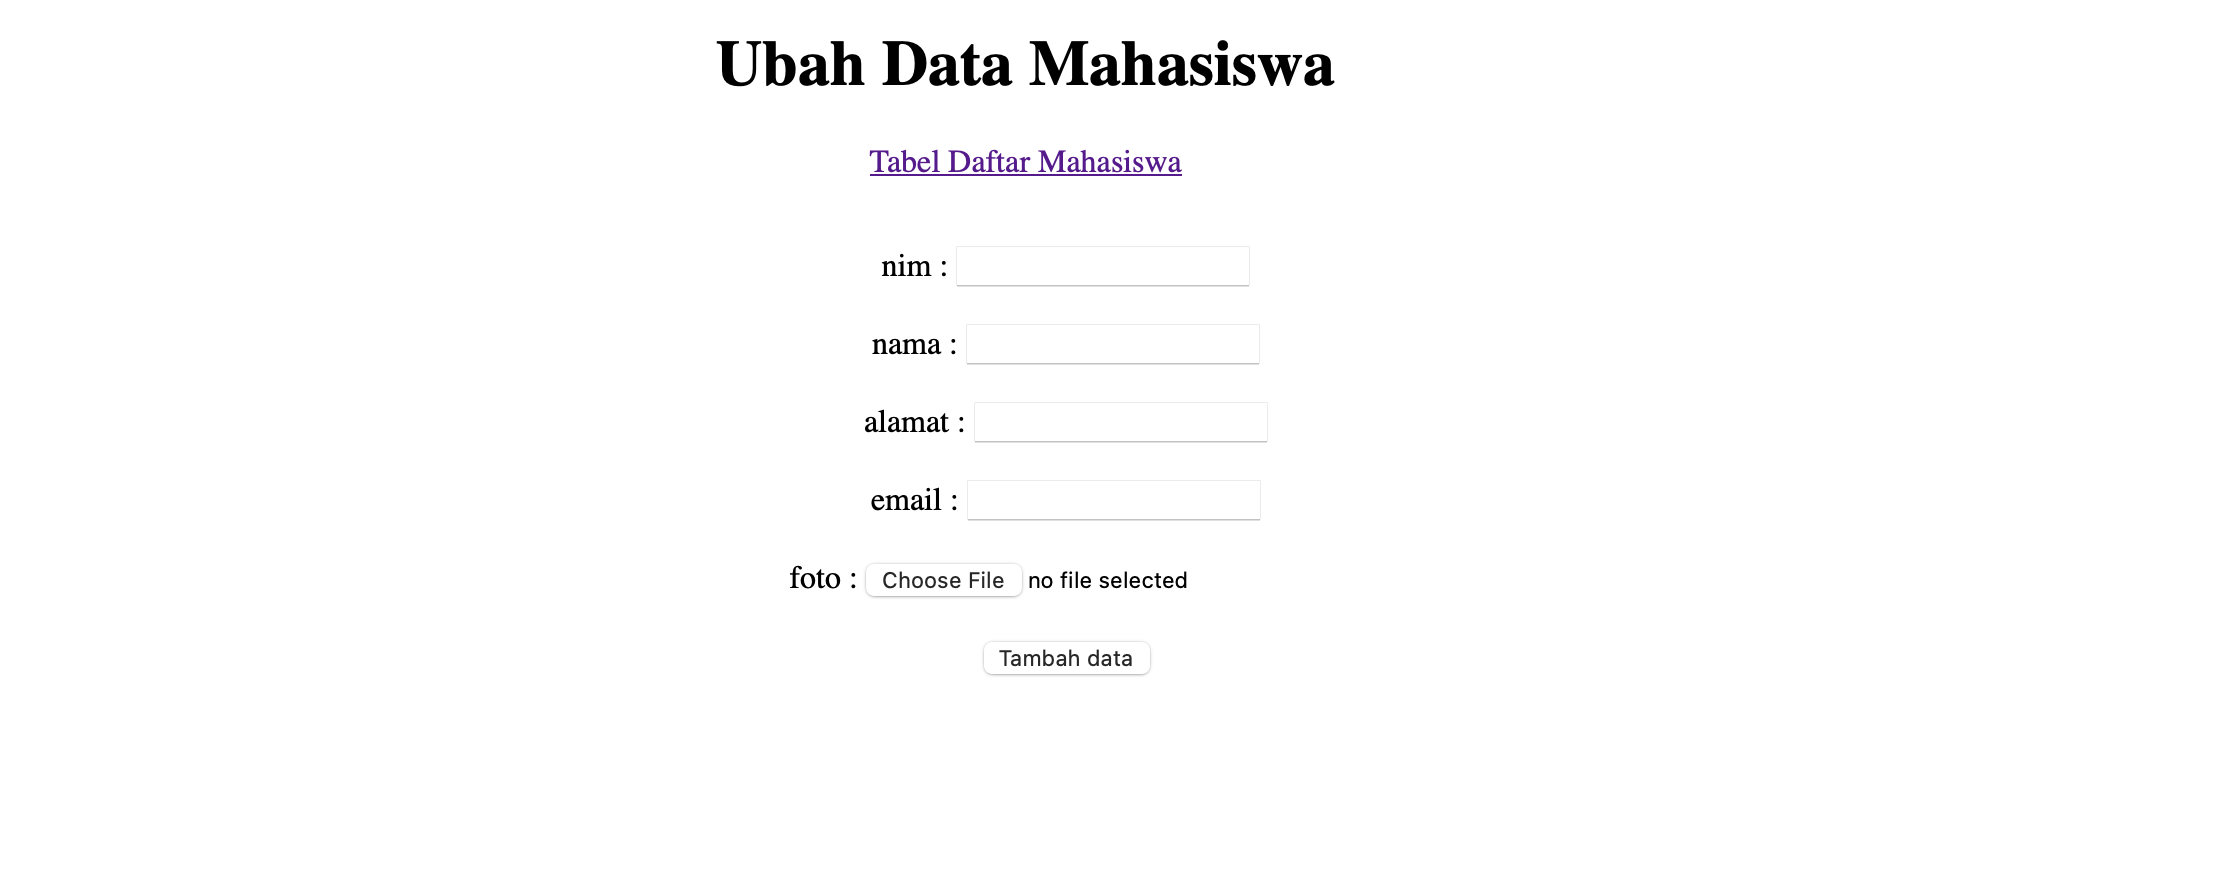 Ubah Data Mahasiswa
Tabel Daftar Mahasiswa
nim :
nama :
alamat :
email :
foto : Choose File no file selected
Tambah data